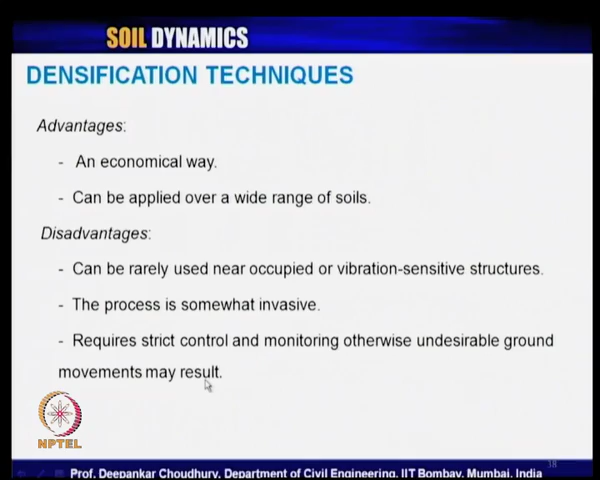 SOIL DYNAMICS
DENSIFICATION TECHNIQUES
Advantages:
- An economical way.
- Can be applied over a wide range of soils.
Disadvantages:
- Can be rarely used near occupied or vibration-sensitive structures.
- The process is somewhat invasive.
- Requires strict control and monitoring otherwise undesirable ground
movements may result.
NPTEL
38
Prof. Deepankar Choudhury, Department of Civil Engineering, IIT Bombay, Mumbai, India